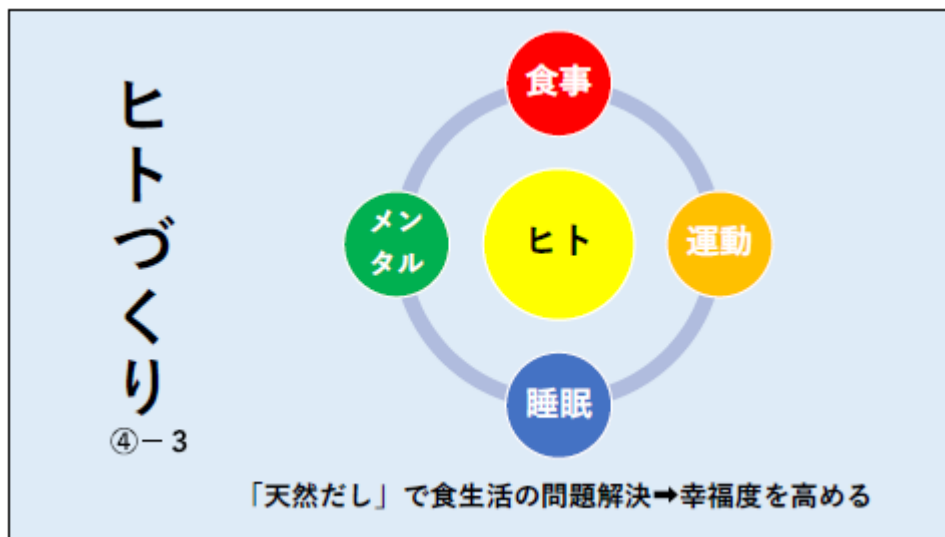 ヒトづくり
④－3
食事
メン
タル
ヒト
運動
睡眠
「天然だし」で食生活の問題解決➡幸福度を高める